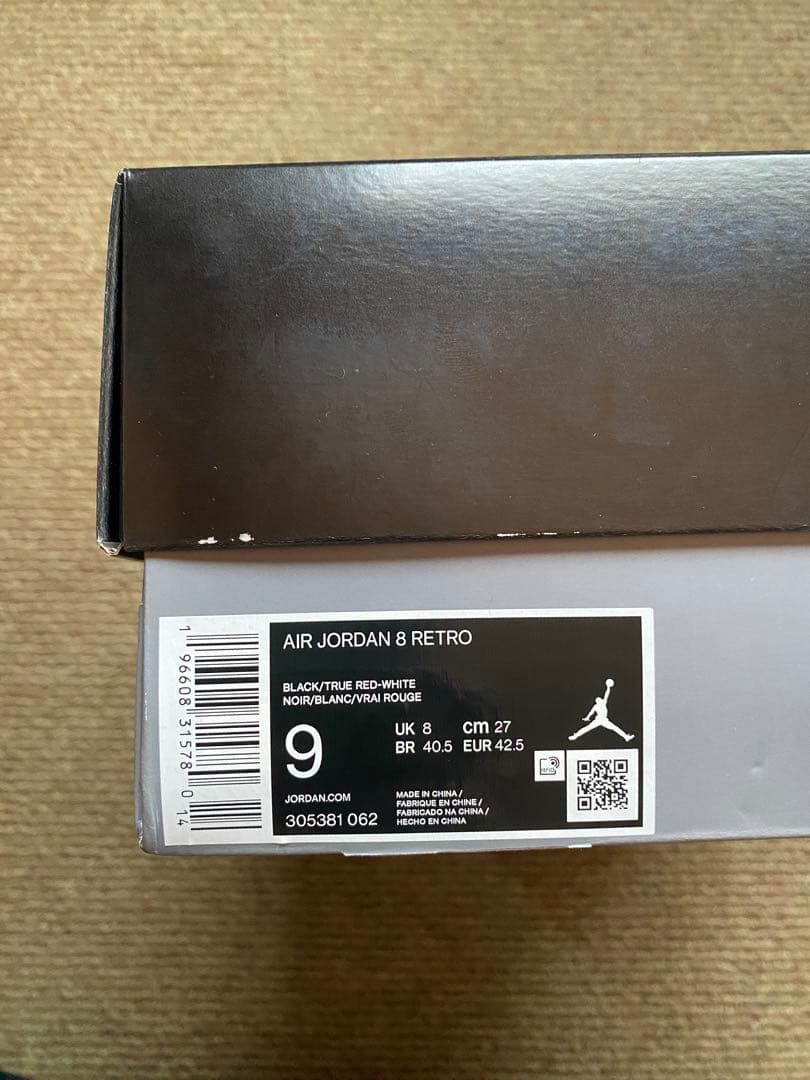 AIR JORDAN 8 RETRO
BLACK/TRUE RED-WHITE
NOIR/BLANC/VRAI ROUGE
9
UK 8 cm 27
BR 40.5 EUR 42.5
JORDAN.COM
305381 062
MADE IN CHINA /
FABRIQUE EN CHINE /
FABRICADO NA CHINA /
HECHO EN CHINA
RFID
1 96608 31578 0 14